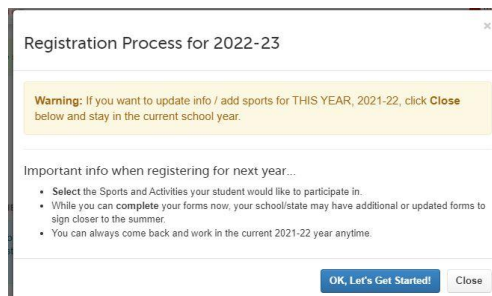 ×
Registration Process for 2022-23
Warning: If you want to update info / add sports for THIS YEAR, 2021-22, click Close
below and stay in the current school year.
Important info when registering for next year...
• Select the Sports and Activities your student would like to participate in.
• While you can complete your forms now, your school/state may have additional or updated forms to
sign closer to the summer.
• You can always come back and work in the current 2021-22 year anytime.
OK, Let's Get Started! Close